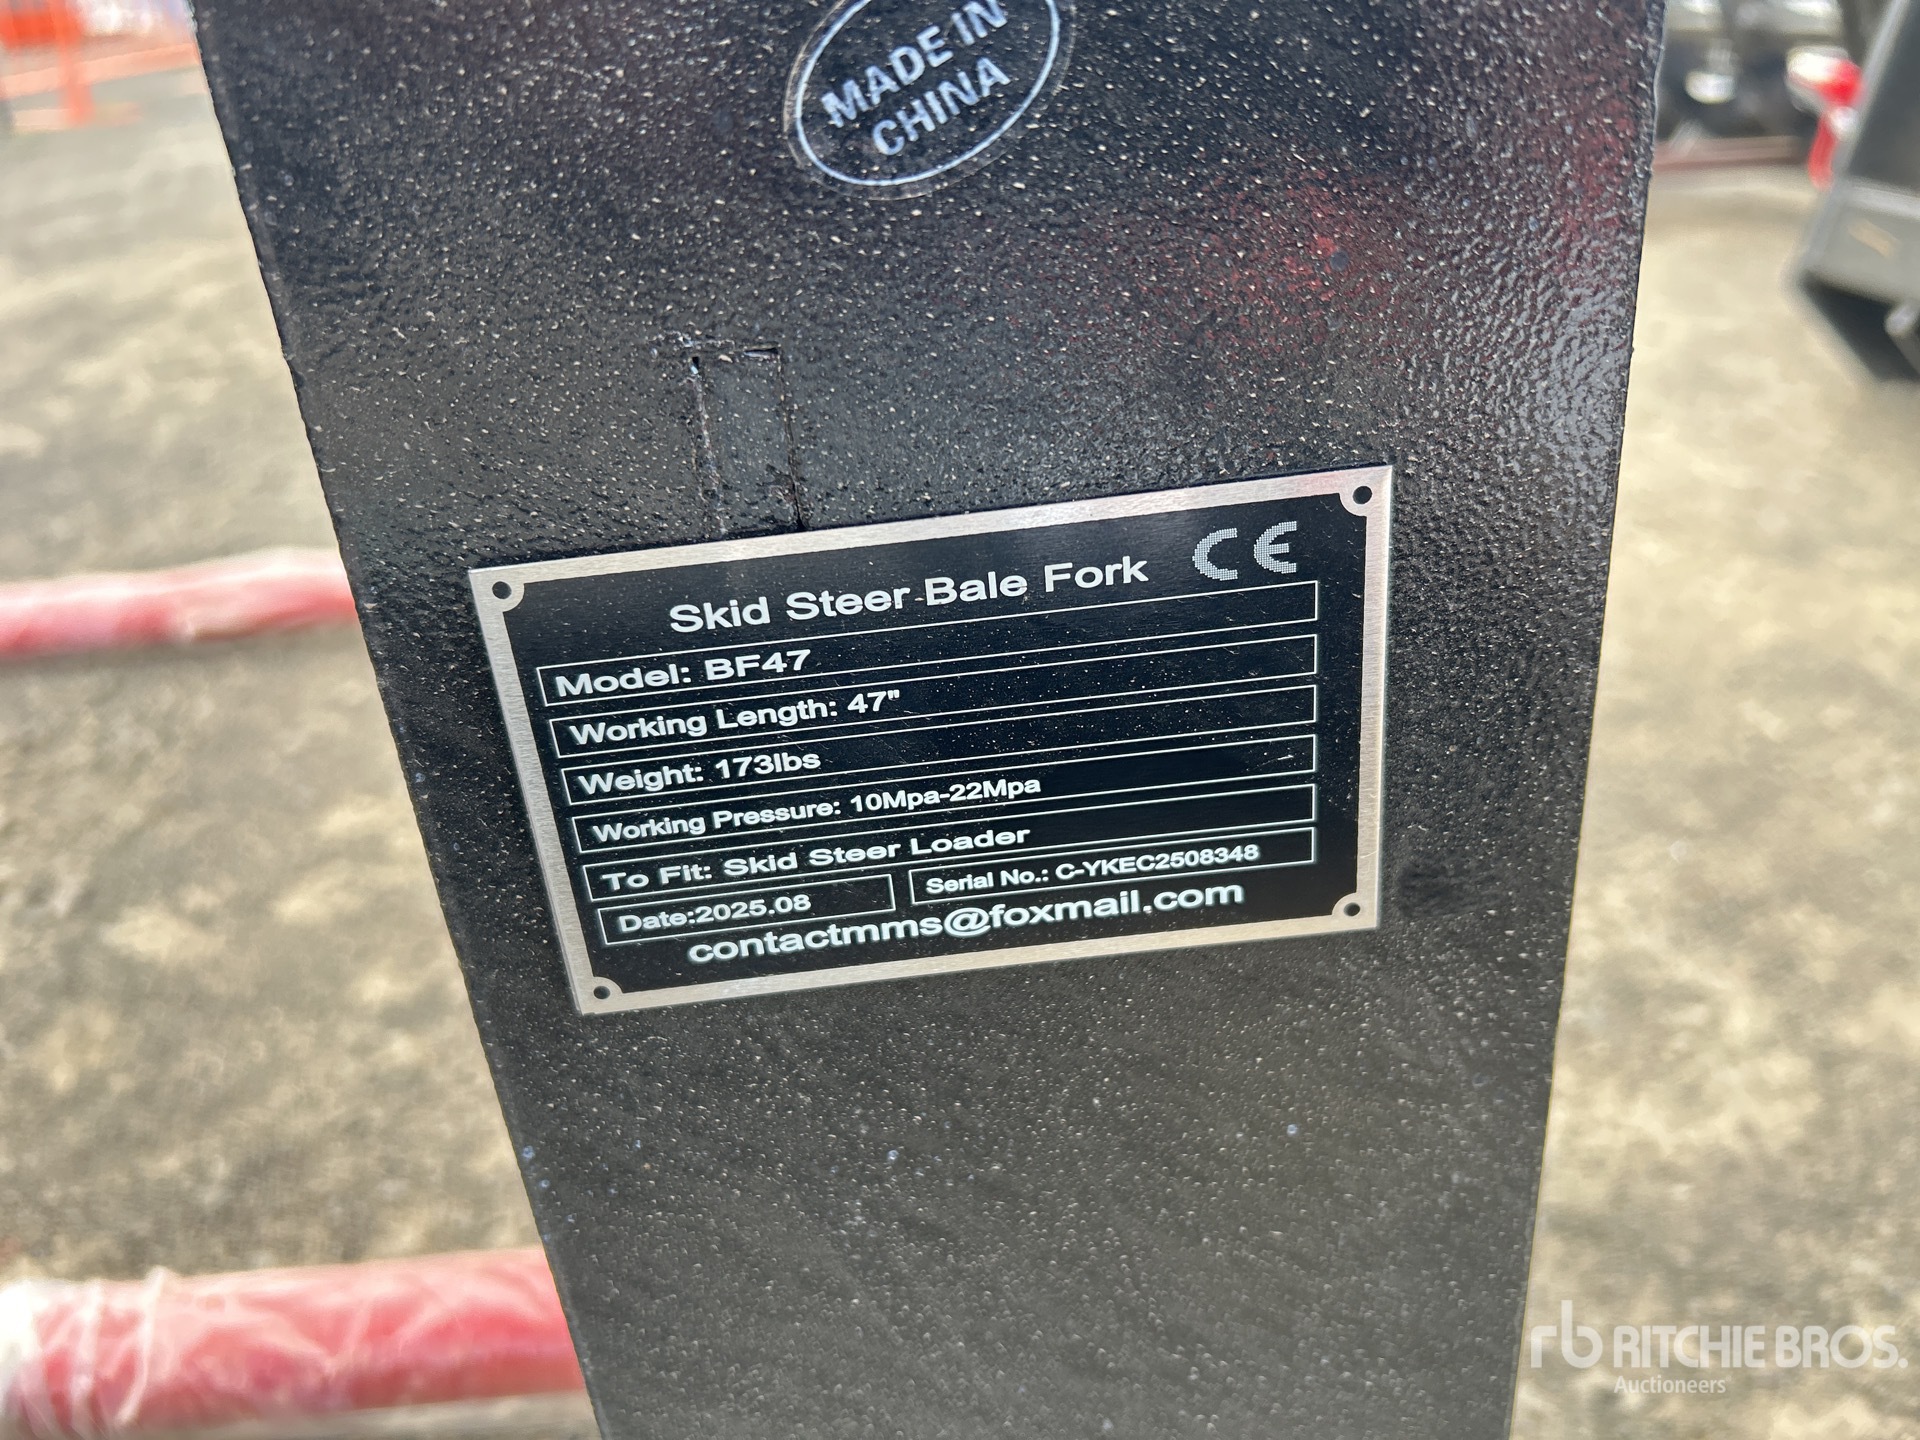 MADE IN
CHINA
Skid Steer Bale Fork CE
Model: BF47
Working Length: 47"
Weight: 173lbs
Working Pressure: 10Mpa-22Mpa
To Fit: Skid Steer Loader
Date:2025.08 Serial No.: C-YKEC2508348
contactmms@foxmail.com
rb RITCHIE BROS.
Auctioneers